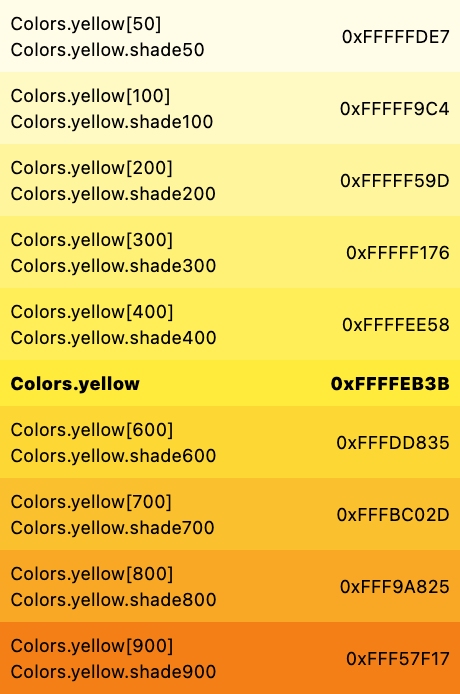 Colors.yellow[50]
Colors.yellow.shade50
0xFFFFFDE7
Colors.yellow[100]
Colors.yellow.shade100
0xFFFFF9C4
Colors.yellow[200]
Colors.yellow.shade200
0xFFFFF59D
Colors.yellow[300]
Colors.yellow.shade300
0xFFFFF176
Colors.yellow[400]
Colors.yellow.shade400
0xFFFFEE58
Colors.yellow
0xFFFFEB3B
Colors.yellow[600]
Colors.yellow.shade600
0xFFFDD835
Colors.yellow[700]
Colors.yellow.shade700
0xFFFBC02D
Colors.yellow[800]
Colors.yellow.shade800
0xFFF9A825
Colors.yellow[900]
Colors.yellow.shade900
0xFFF57F17